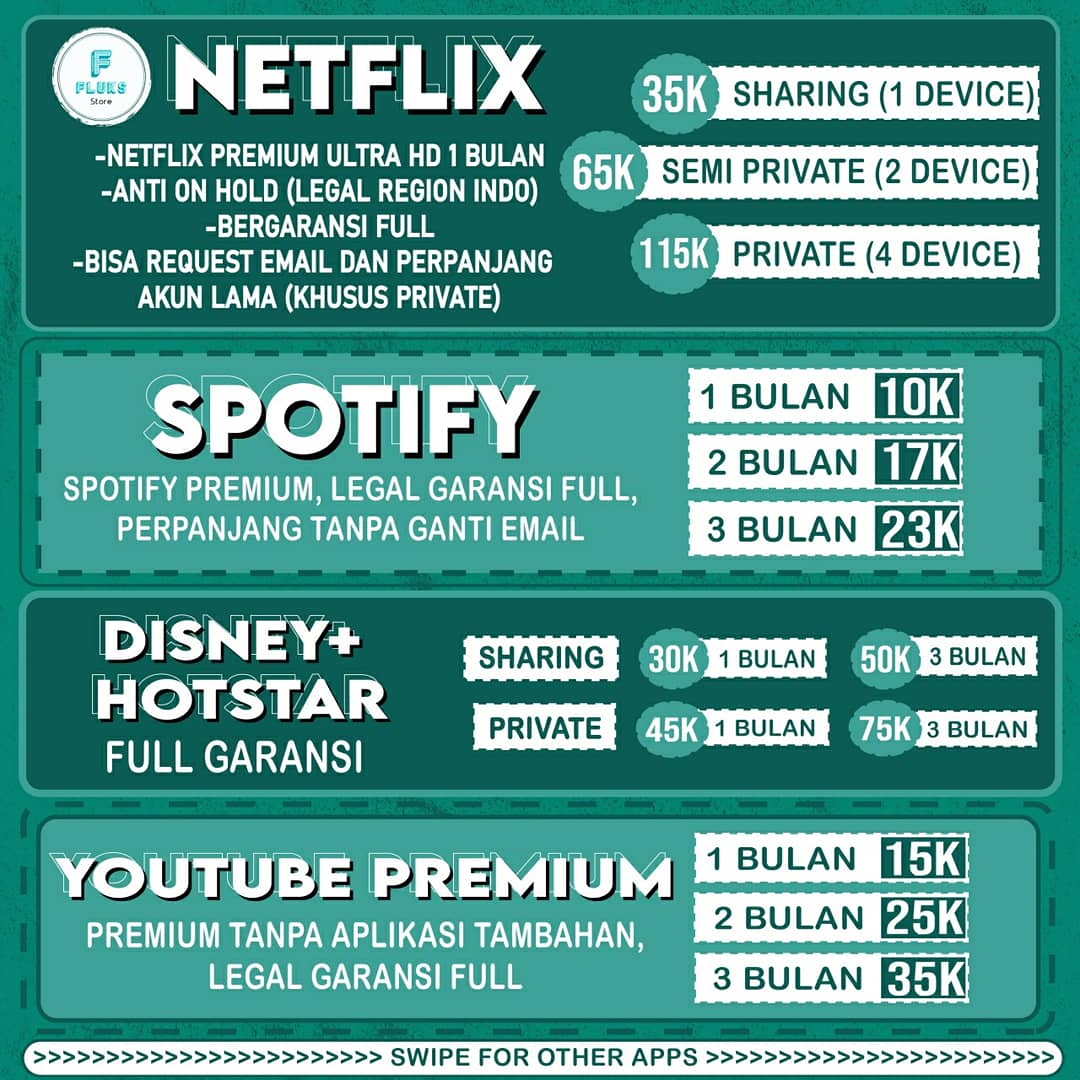 F
FLUKS
Store
NETFLIX
-NETFLIX PREMIUM ULTRA HD 1 BULAN
-ANTI ON HOLD (LEGAL REGION INDO)
-BERGARANSI FULL
-BISA REQUEST EMAIL DAN PERPANJANG
AKUN LAMA (KHUSUS PRIVATE)
35K SHARING (1 DEVICE)
65K SEMI PRIVATE (2 DEVICE)
115K PRIVATE (4 DEVICE)
SPOTIFY
SPOTIFY PREMIUM, LEGAL GARANSI FULL,
PERPANJANG TANPA GANTI EMAIL
1 BULAN 10K
2 BULAN 17K
3 BULAN 23K
DISNEY+
HOTSTAR
FULL GARANSI
SHARING 30K 1 BULAN 50K 3 BULAN
PRIVATE 45K 1 BULAN 75K 3 BULAN
YOUTUBE PREMIUM
PREMIUM TANPA APLIKASI TAMBAHAN,
LEGAL GARANSI FULL
1 BULAN 15K
2 BULAN 25K
3 BULAN 35K
>>>>>>>>>>>>>>>>>>>>>>>> SWIPE FOR OTHER APPS >>>>>>>>>>>>>>>>>>>>>>>>